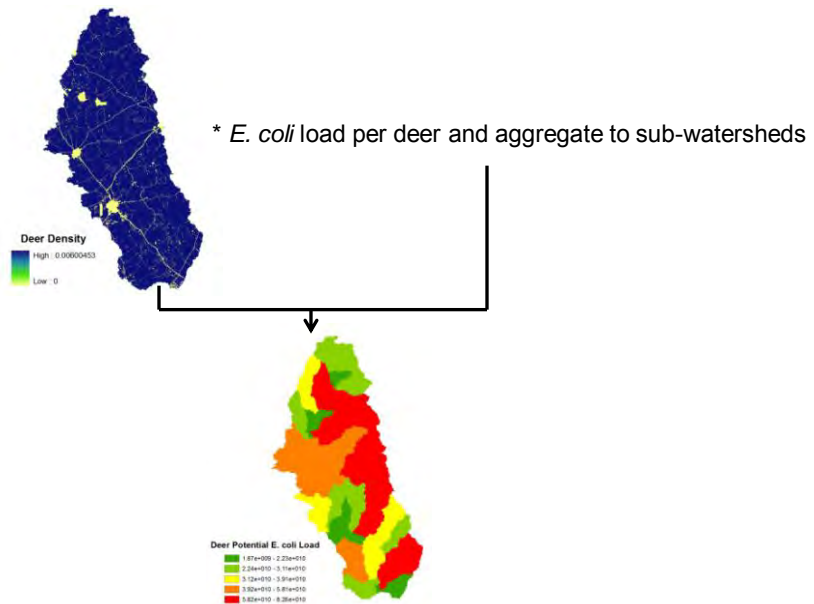 * E. coli load per deer and aggregate to sub-watersheds
Deer Density
High : 0.00600453
Low : 0
Deer Potential E. coli Load
1.67e+009 - 2.23e+010
2.24e+010 - 3.11e+010
3.12e+010 - 3.91e+010
3.92e+010 - 5.81e+010
5.82e+010 - 8.26e+010